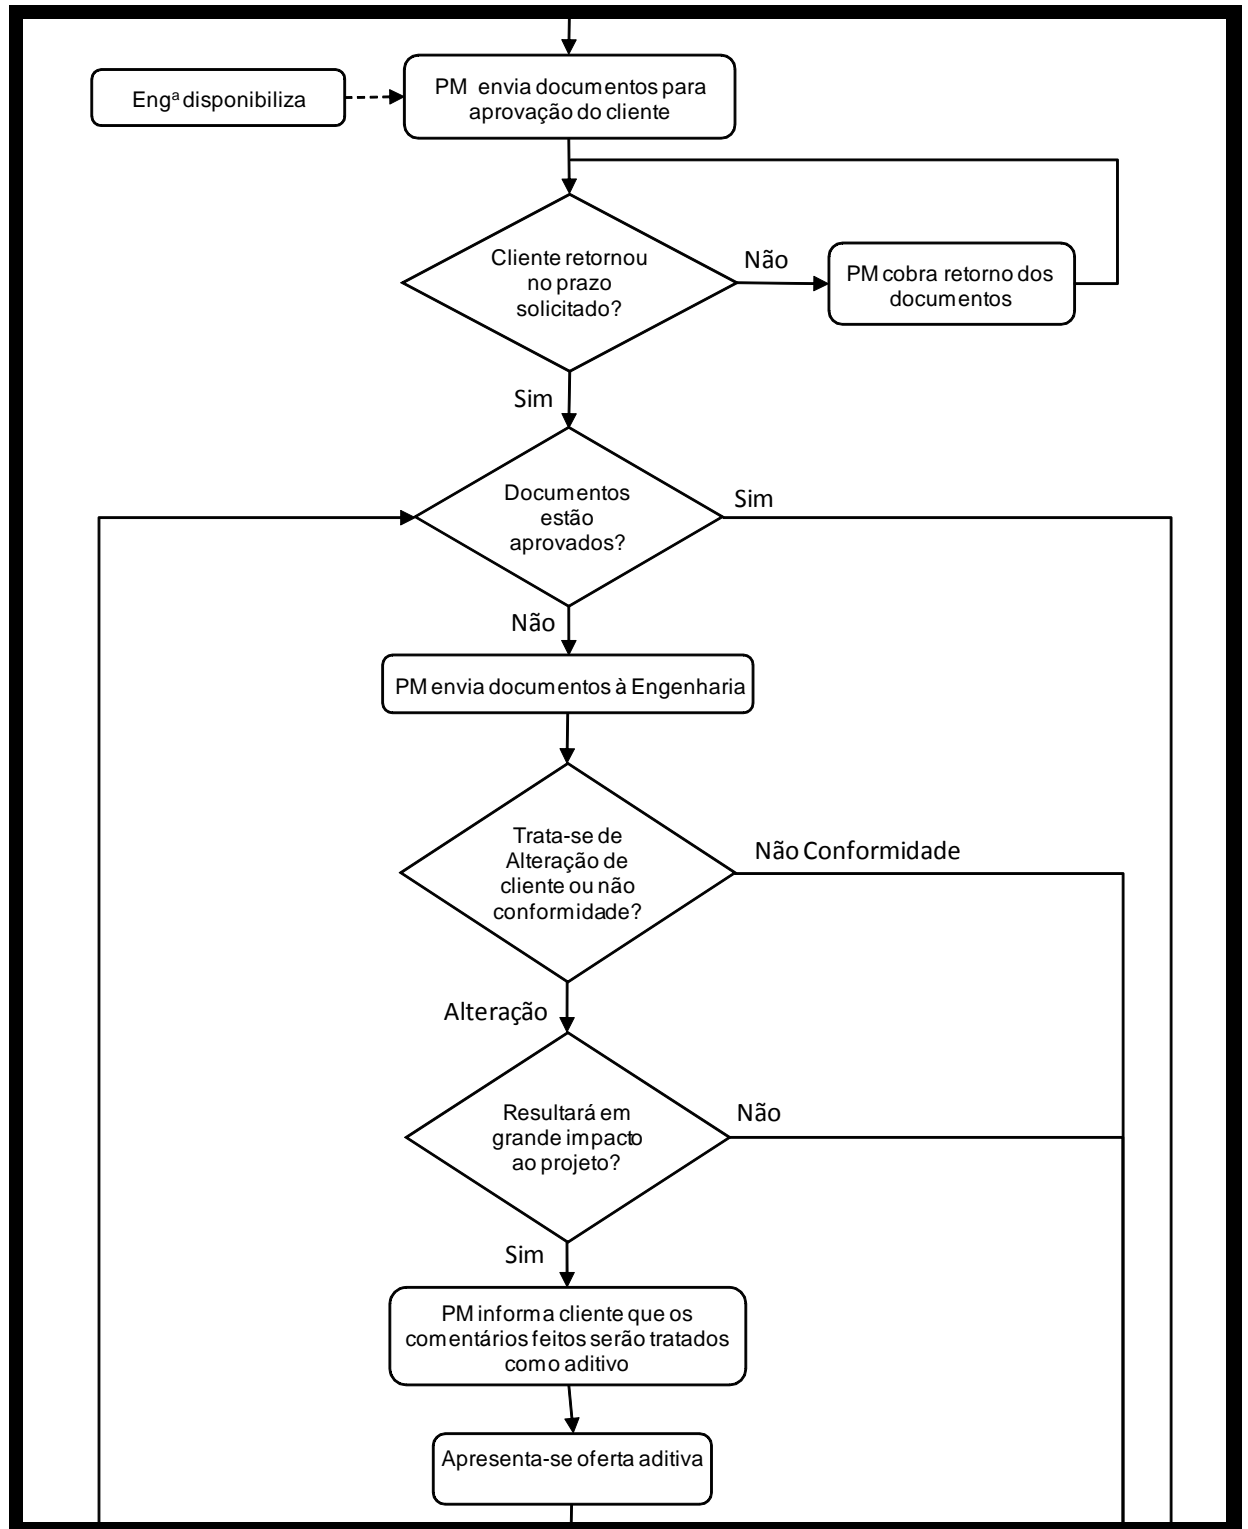 PM envia documentos para
aprovação do cliente
Engª disponibiliza
Cliente retornou
no prazo
solicitado?
Não
PM cobra retorno dos
documentos
Sim
Documentos
estão
aprovados?
Sim
Não
PM envia documentos à Engenharia
Trata-se de
Alteração de
cliente ou não
conformidade?
Não Conformidade
Alteração
Resultará em
grande impacto
ao projeto?
Não
Sim
PM informa cliente que os
comentários feitos serão tratados
como aditivo
Apresenta-se oferta aditiva